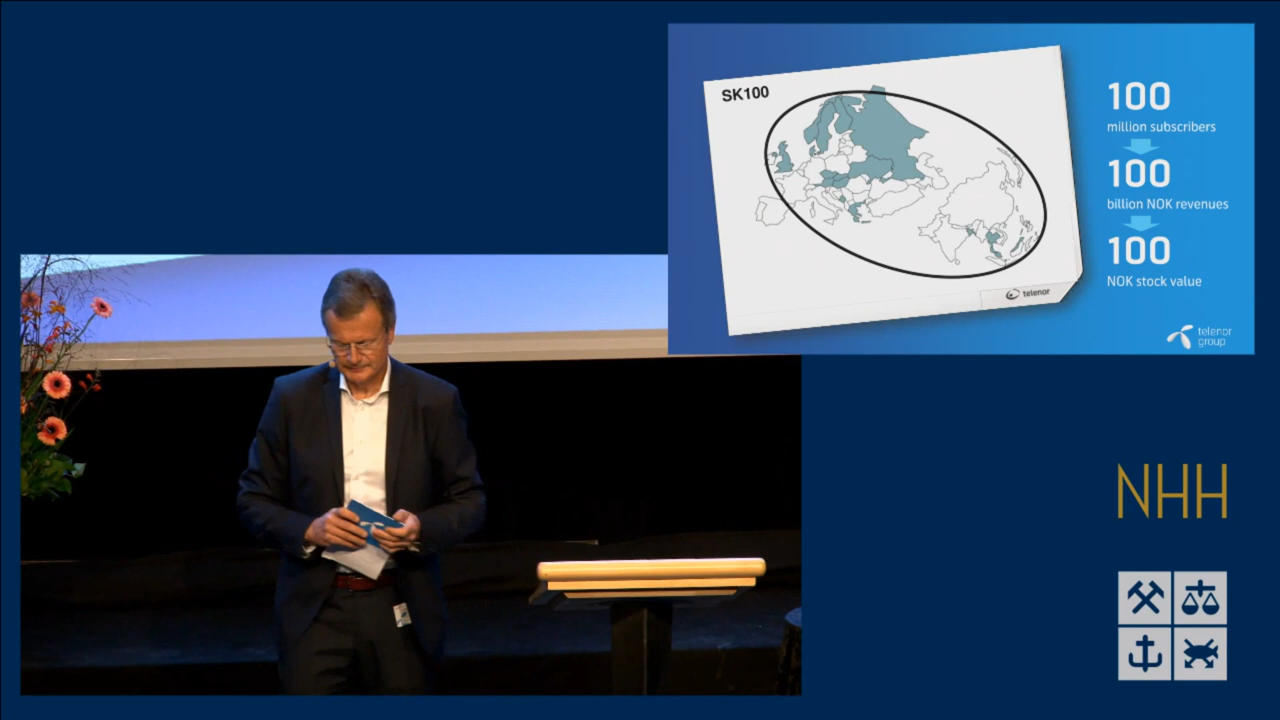 SK100
telenor
100
million subscribers
100
billion NOK revenues
100
NOK stock value
telenor
group
NHH